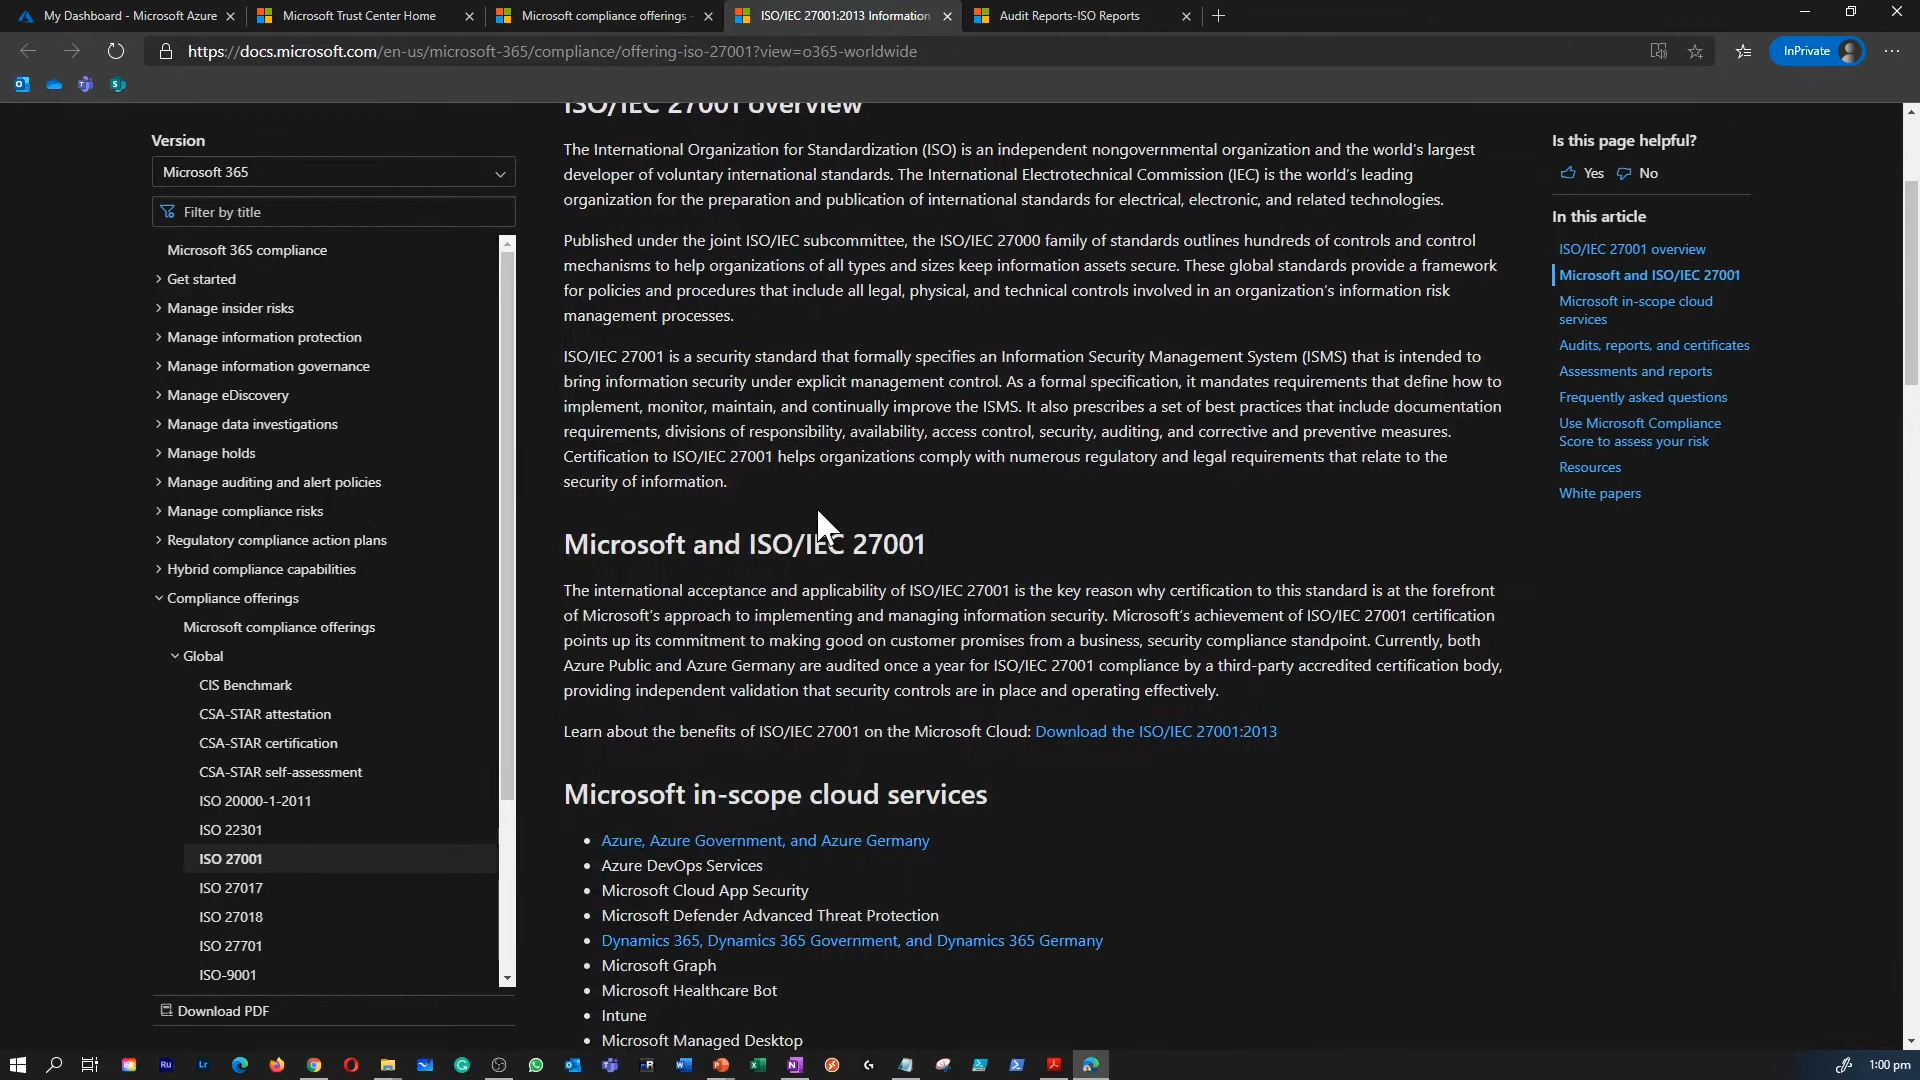 My Dashboard - Microsoft Azure
Microsoft Trust Center Home
Microsoft compliance offerings -
ISO/IEC 27001:2013 Information
Audit Reports-ISO Reports
https://docs.microsoft.com/en-us/microsoft-365/compliance/offering-iso-27001?view=o365-worldwide
InPrivate
Version
Microsoft 365
Filter by title
Microsoft 365 compliance
Get started
Manage insider risks
Manage information protection
Manage information governance
Manage eDiscovery
Manage data investigations
Manage holds
Manage auditing and alert policies
Manage compliance risks
Regulatory compliance action plans
Hybrid compliance capabilities
Compliance offerings
Microsoft compliance offerings
Global
CIS Benchmark
CSA-STAR attestation
CSA-STAR certification
CSA-STAR self-assessment
ISO 20000-1-2011
ISO 22301
ISO 27001
ISO 27017
ISO 27018
ISO 27701
ISO-9001
Download PDF
ISO/IEC 27001 overview
The International Organization for Standardization (ISO) is an independent nongovernmental organization and the world's largest
developer of voluntary international standards. The International Electrotechnical Commission (IEC) is the world's leading
organization for the preparation and publication of international standards for electrical, electronic, and related technologies.
Published under the joint ISO/IEC subcommittee, the ISO/IEC 27000 family of standards outlines hundreds of controls and control
mechanisms to help organizations of all types and sizes keep information assets secure. These global standards provide a framework
for policies and procedures that include all legal, physical, and technical controls involved in an organization's information risk
management processes.
ISO/IEC 27001 is a security standard that formally specifies an Information Security Management System (ISMS) that is intended to
bring information security under explicit management control. As a formal specification, it mandates requirements that define how to
implement, monitor, maintain, and continually improve the ISMS. It also prescribes a set of best practices that include documentation
requirements, divisions of responsibility, availability, access control, security, auditing, and corrective and preventive measures.
Certification to ISO/IEC 27001 helps organizations comply with numerous regulatory and legal requirements that relate to the
security of information.
Microsoft and ISO/IEC 27001
The international acceptance and applicability of ISO/IEC 27001 is the key reason why certification to this standard is at the forefront
of Microsoft's approach to implementing and managing information security. Microsoft's achievement of ISO/IEC 27001 certification
points up its commitment to making good on customer promises from a business, security compliance standpoint. Currently, both
Azure Public and Azure Germany are audited once a year for ISO/IEC 27001 compliance by a third-party accredited certification body,
providing independent validation that security controls are in place and operating effectively.
Learn about the benefits of ISO/IEC 27001 on the Microsoft Cloud: Download the ISO/IEC 27001:2013
Microsoft in-scope cloud services
Azure, Azure Government, and Azure Germany
Azure DevOps Services
Microsoft Cloud App Security
Microsoft Defender Advanced Threat Protection
Dynamics 365, Dynamics 365 Government, and Dynamics 365 Germany
Microsoft Graph
Microsoft Healthcare Bot
Intune
Microsoft Managed Desktop
Is this page helpful?
Yes No
In this article
ISO/IEC 27001 overview
Microsoft and ISO/IEC 27001
Microsoft in-scope cloud
services
Audits, reports, and certificates
Assessments and reports
Frequently asked questions
Use Microsoft Compliance
Score to assess your risk
Resources
White papers
1:00 pm